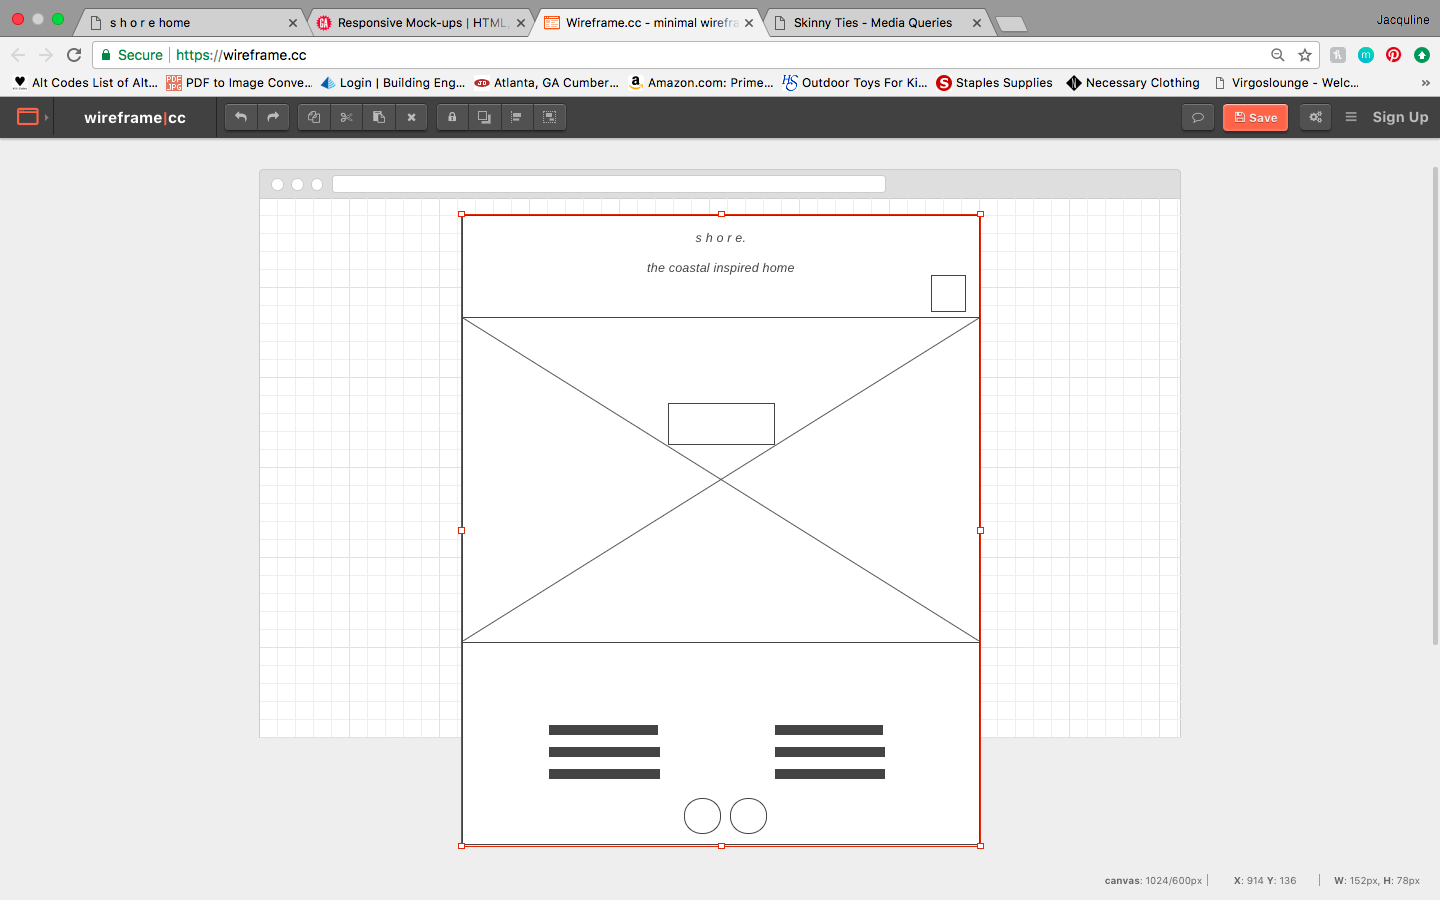 s h o r e home
Responsive Mock-ups | HTML,
Wireframe.cc - minimal wirefra
Skinny Ties - Media Queries
Jacquline
Secure | https://wireframe.cc
Alt Codes List of Alt...
PDF to Image Conve...
Login | Building Eng...
Atlanta, GA Cumber...
Amazon.com: Prime...
Outdoor Toys For Ki...
Staples Supplies
Necessary Clothing
Virgoslounge - Welc...
wireframe|cc
Save
Sign Up
s h o r e.
the coastal inspired home
canvas: 1024/600px
X: 914 Y: 136
W: 152px, H: 78px